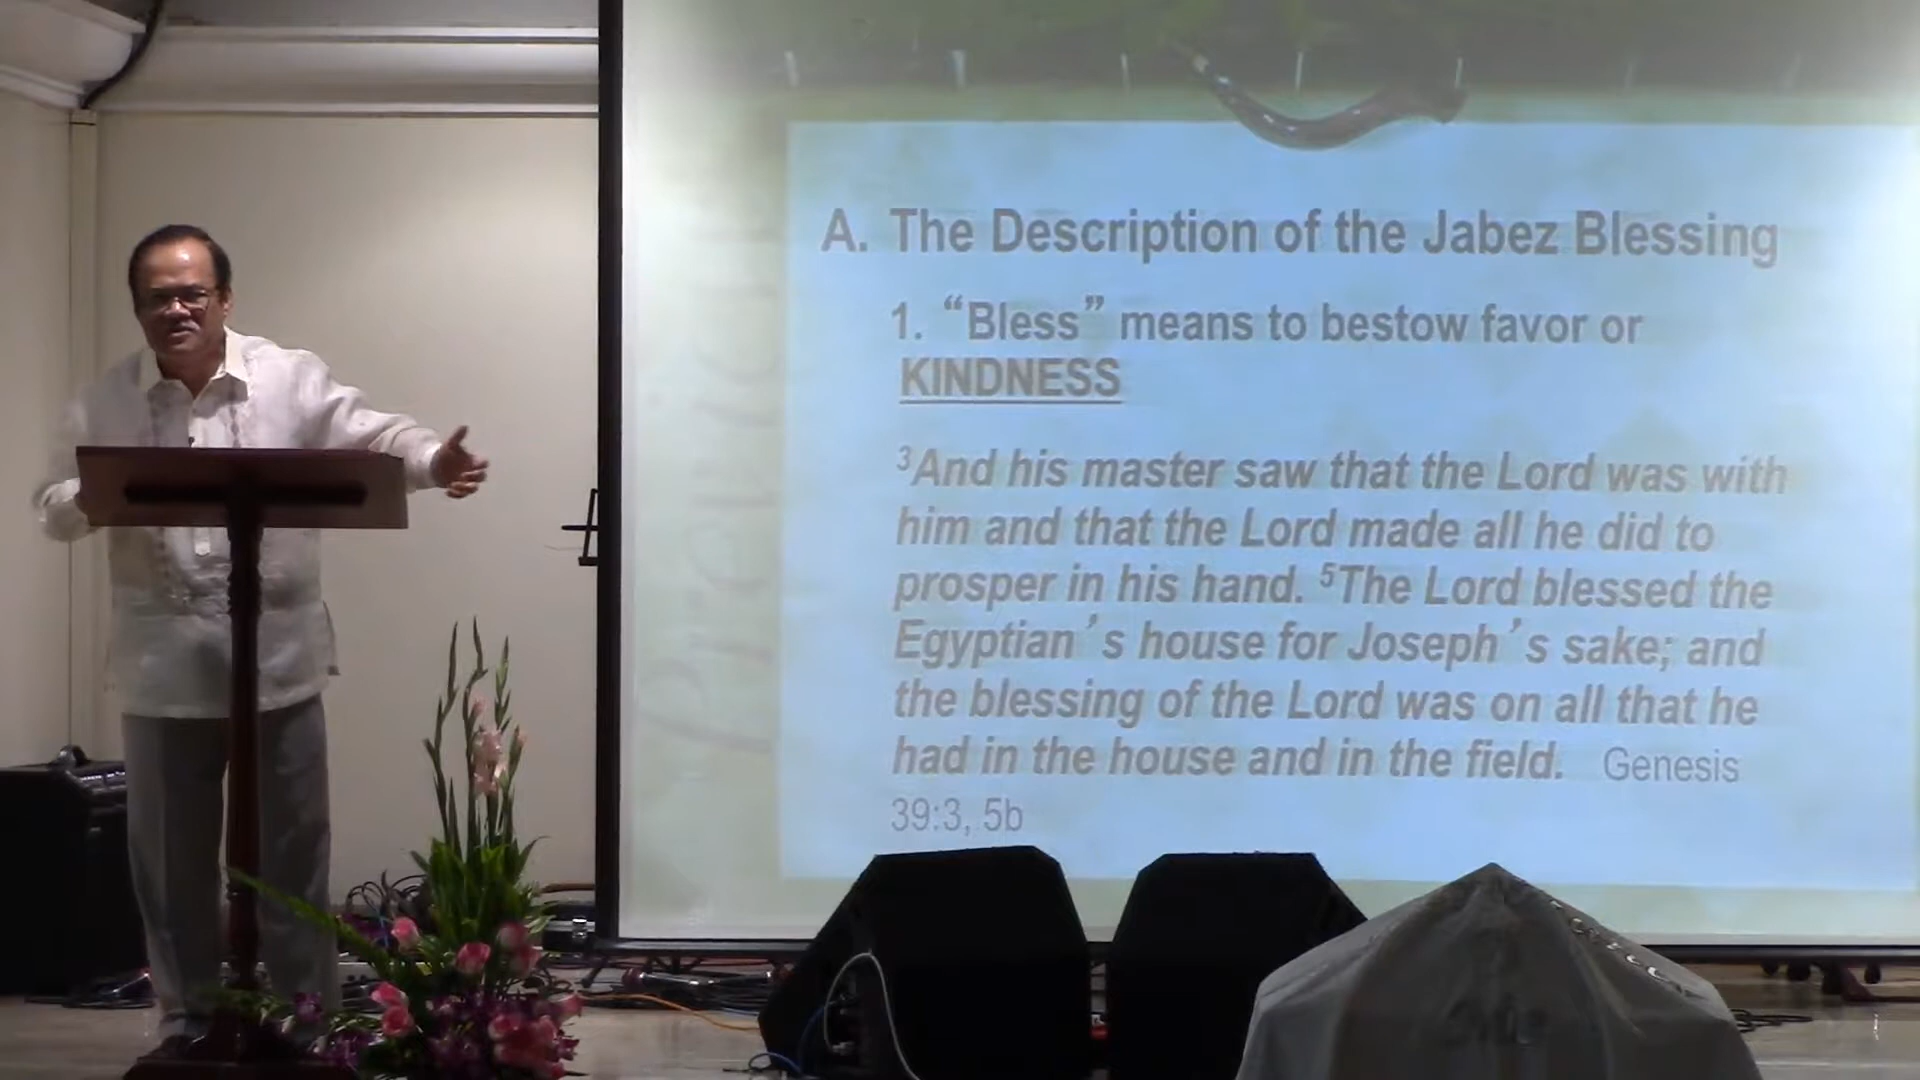 A. The Description of the Jabez Blessing
1. “Bless” means to bestow favor or
KINDNESS
³And his master saw that the Lord was with
him and that the Lord made all he did to
prosper in his hand. ⁵The Lord blessed the
Egyptian’s house for Joseph’s sake; and
the blessing of the Lord was on all that he
had in the house and in the field. Genesis
39:3, 5b